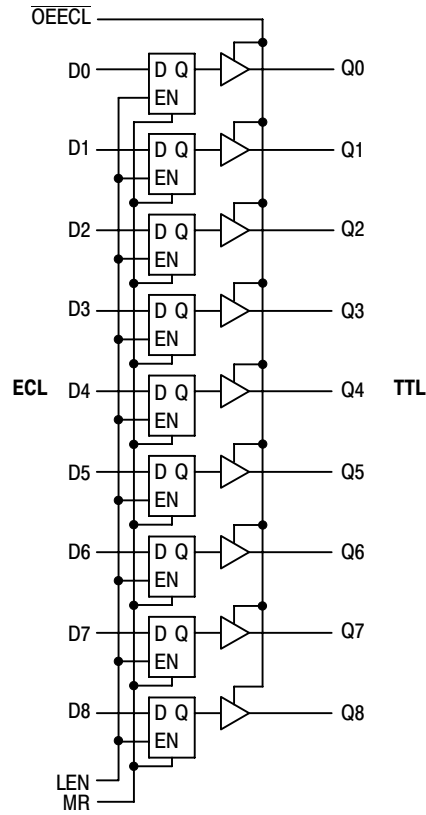 OEECL
D0 D Q Q0
EN
D1 D Q Q1
EN
D2 D Q Q2
EN
D3 D Q Q3
EN
ECL D4 D Q Q4 TTL
EN
D5 D Q Q5
EN
D6 D Q Q6
EN
D7 D Q Q7
EN
D8 D Q Q8
EN
LEN
MR